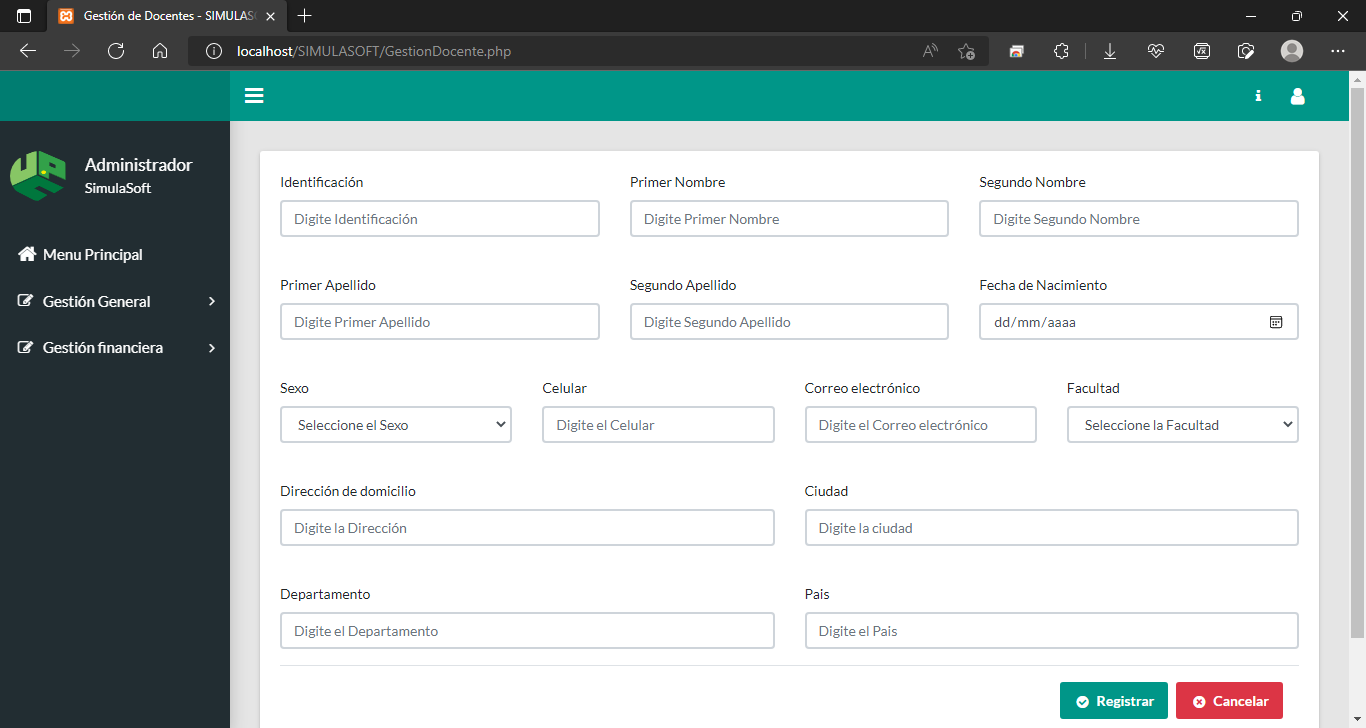 Gestión de Docentes - SIMULAS
localhost/SIMULASOFT/GestionDocente.php
Administrador
SimulaSoft
Menu Principal
Gestión General
Gestión financiera
Identificación Primer Nombre Segundo Nombre
Digite Identificación Digite Primer Nombre Digite Segundo Nombre
Primer Apellido Segundo Apellido Fecha de Nacimiento
Digite Primer Apellido Digite Segundo Apellido dd/mm/aaaa
Sexo Celular Correo electrónico Facultad
Seleccione el Sexo Digite el Celular Digite el Correo electrónico Seleccione la Facultad
Dirección de domicilio Ciudad
Digite la Dirección Digite la ciudad
Departamento Pais
Digite el Departamento Digite el Pais
Registrar Cancelar